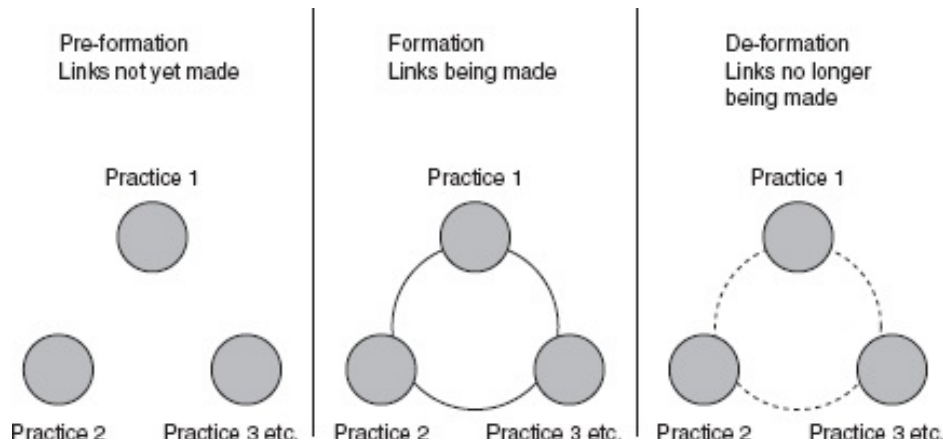 Pre-formation
Links not yet made
Practice 1
Practice 2
Practice 3 etc.
Formation
Links being made
Practice 1
Practice 2
Practice 3 etc.
De-formation
Links no longer
being made
Practice 1
Practice 2
Practice 3 etc.